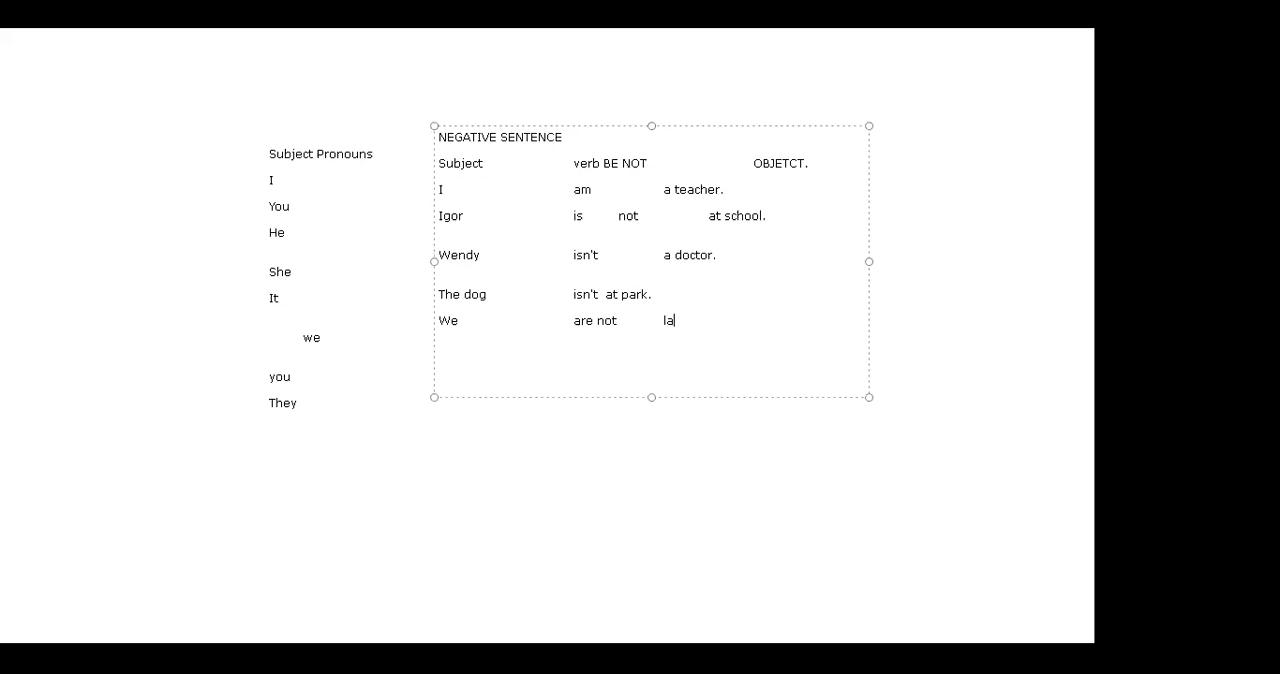 Subject Pronouns
I
You
He
She
It
we
you
They
NEGATIVE SENTENCE
Subject verb BE NOT OBJETCT.
I am a teacher.
Igor is not at school.
Wendy isn't a doctor.
The dog isn't at park.
We are not la